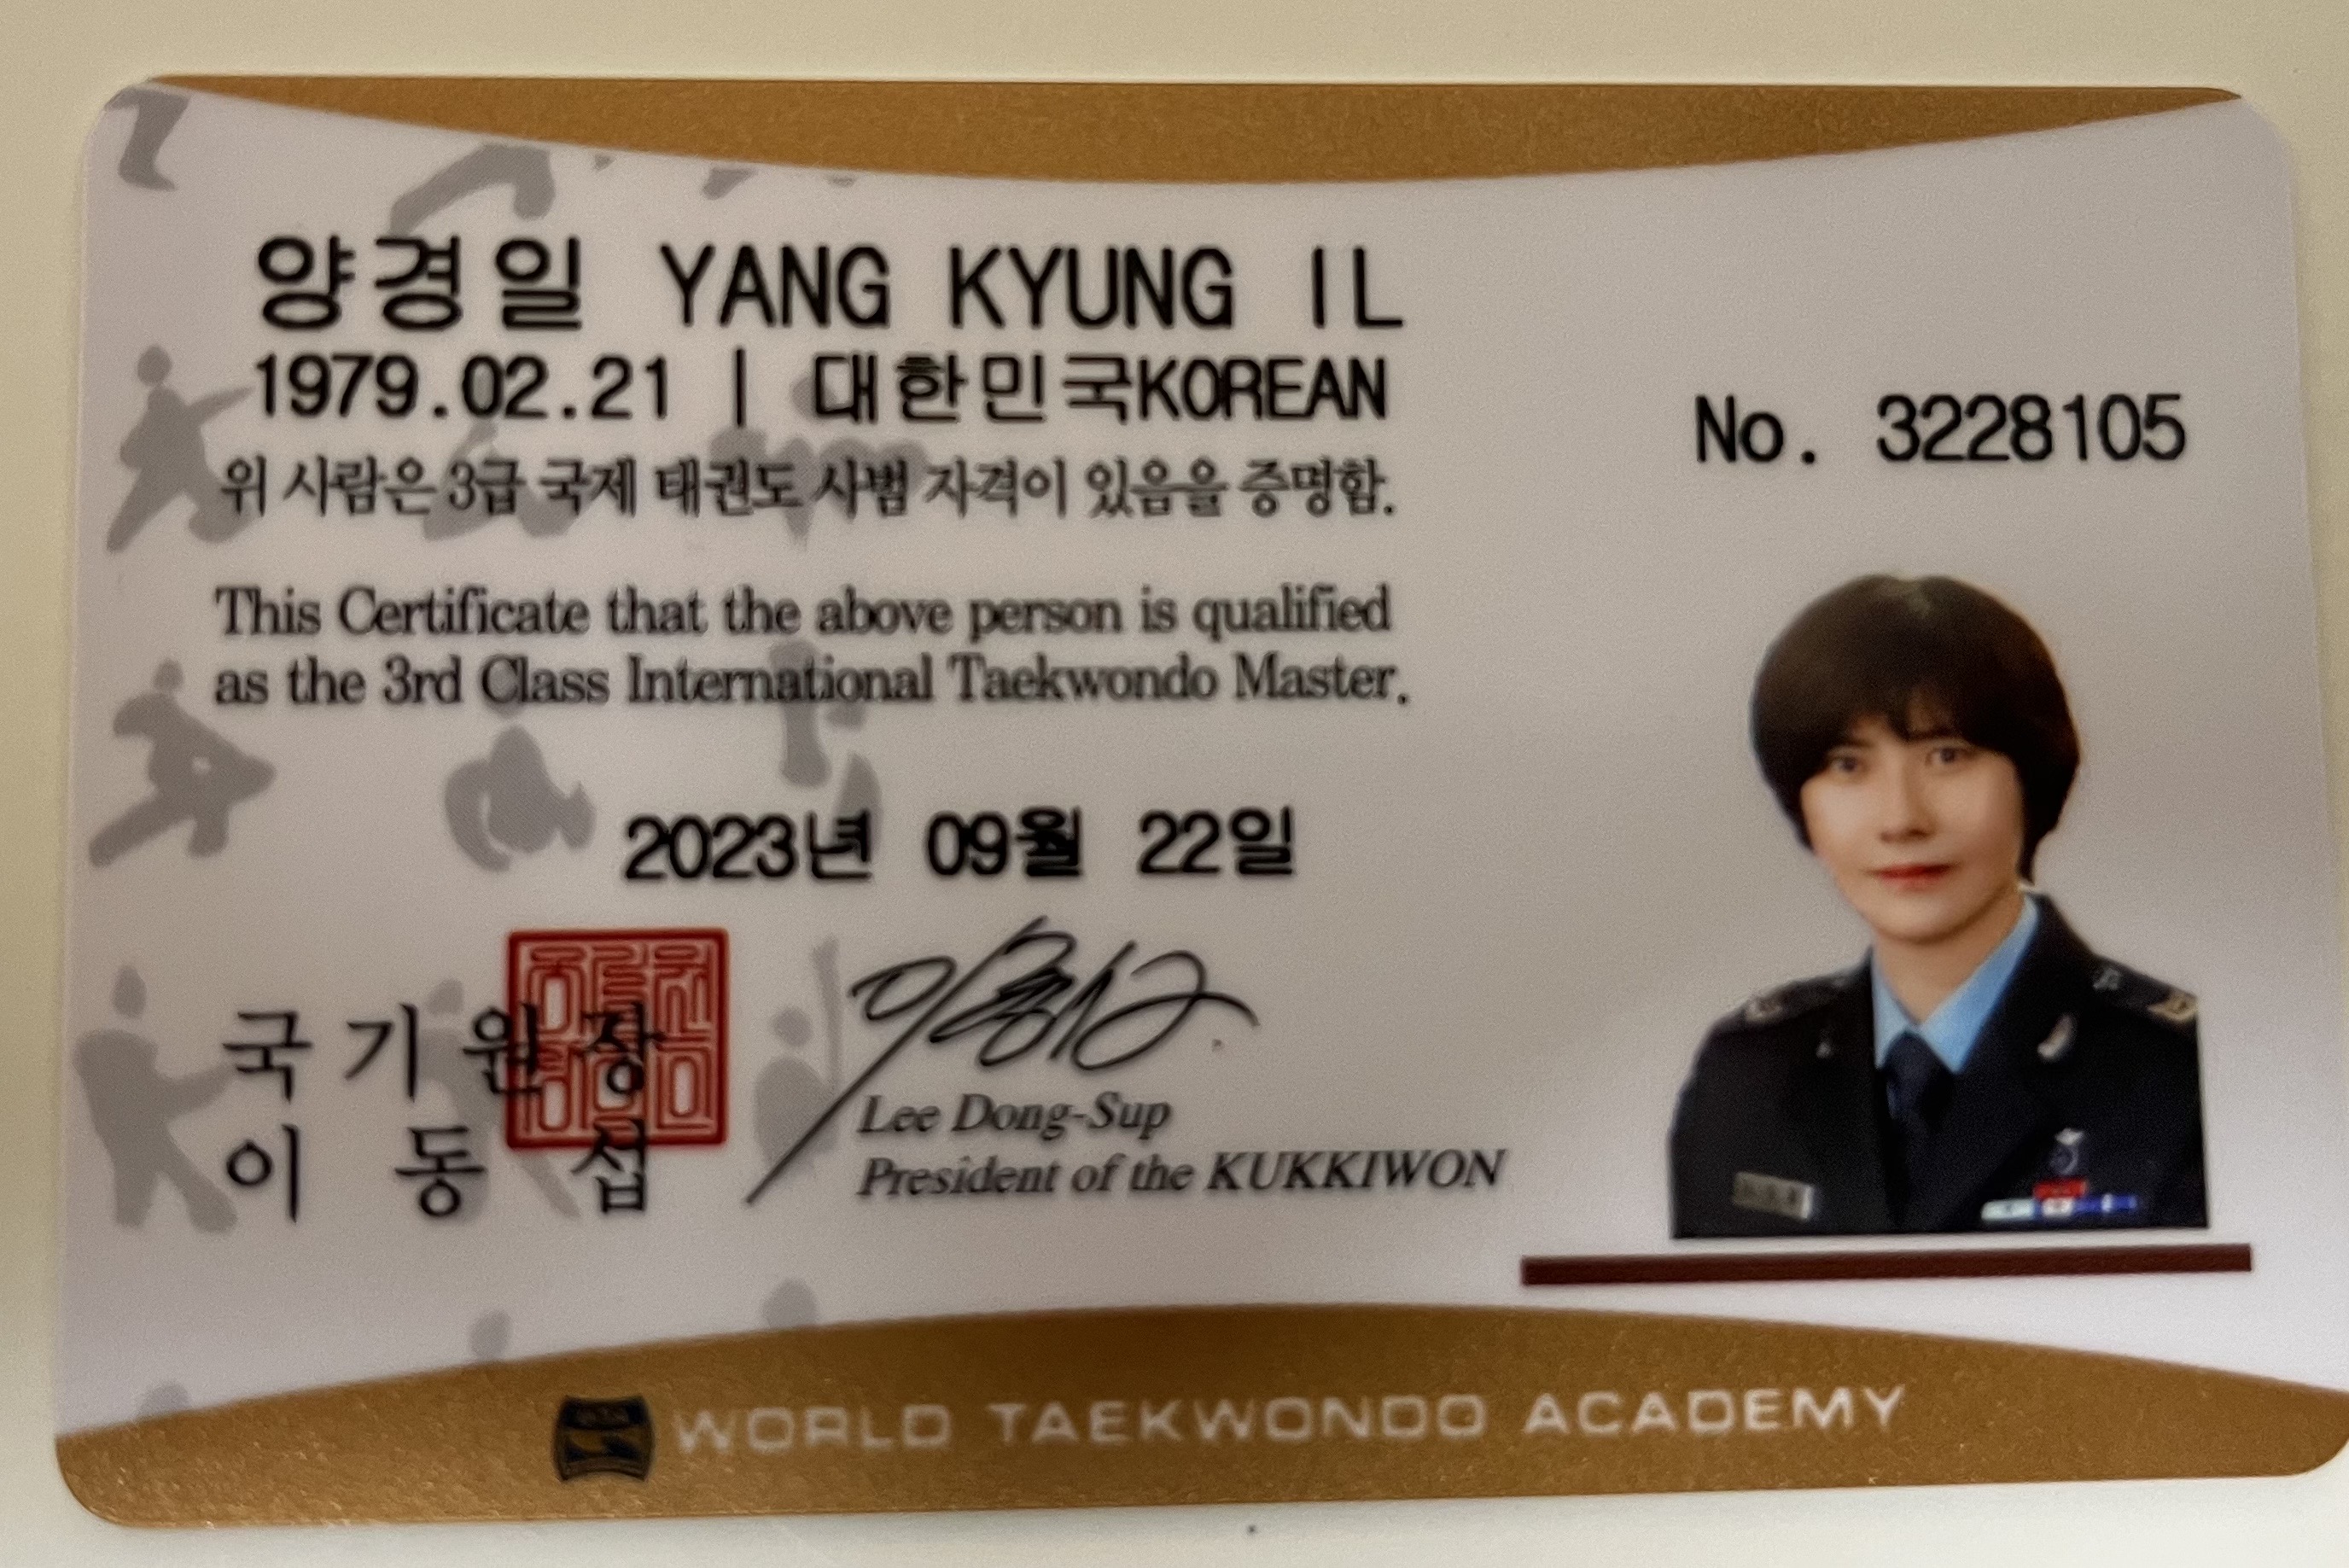 양경일 YANG KYUNG IL
1979.02.21 | 대한민국KOREAN
No. 3228105
위 사람은 3급 국제 태권도 사범 자격이 있음을 증명함.
This Certificate that the above person is qualified
as the 3rd Class International Taekwondo Master.
2023년 09월 22일
국기원장
이동섭
Lee Dong-Sup
President of the KUKKIWON
WORLD TAEKWONDO ACADEMY